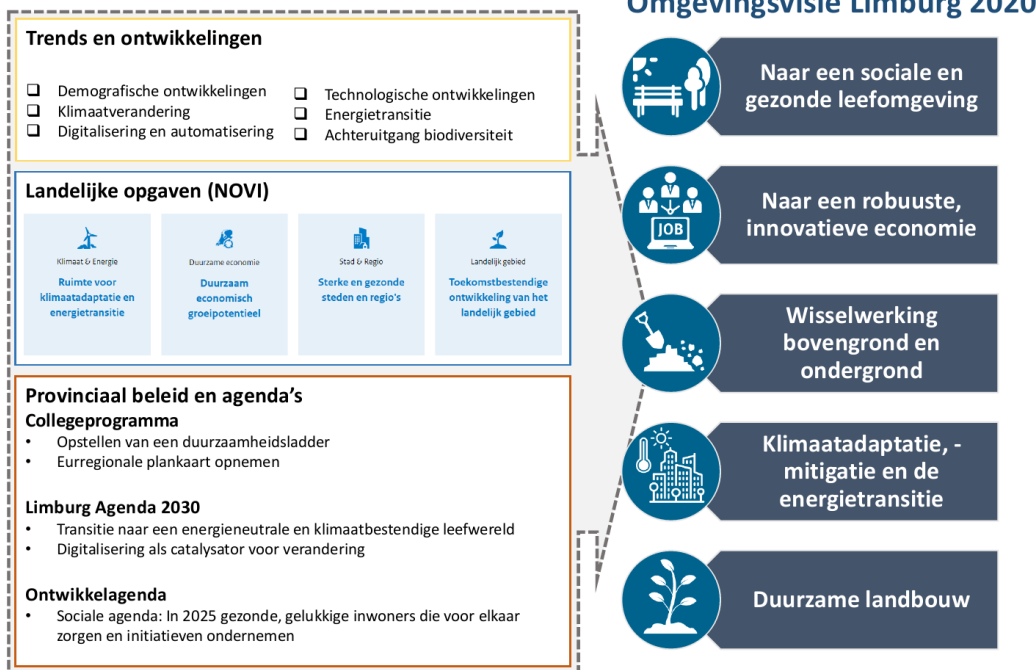 Omgevingsvisie Limburg 2020
Trends en ontwikkelingen
Demografische ontwikkelingen
Klimaatverandering
Digitalisering en automatisering
Technologische ontwikkelingen
Energietransitie
Achteruitgang biodiversiteit
Landelijke opgaven (NOVI)
Klimaat & Energie
Ruimte voor
klimaatadaptatie en
energietransitie
Duurzame economie
Duurzaam
economisch
groeipotentieel
Stad & Regio
Sterke en gezonde
steden en regio's
Landelijk gebied
Toekomstbestendige
ontwikkeling van het
landelijk gebied
Provinciaal beleid en agenda’s
Collegeprogramma
• Opstellen van een duurzaamheidsladder
• Eurregionale plankaart opnemen
Limburg Agenda 2030
• Transitie naar een energieneutrale en klimaatbestendige leefwereld
• Digitalisering als catalysator voor verandering
Ontwikkelagenda
• Sociale agenda: In 2025 gezonde, gelukkige inwoners die voor elkaar
zorgen en initiatieven ondernemen
Naar een sociale en
gezonde leefomgeving
JOB
Naar een robuuste,
innovatieve economie
Wisselwerking
bovengrond en
ondergrond
Klimaatadaptatie, -
mitigatie en de
energietransitie
Duurzame landbouw